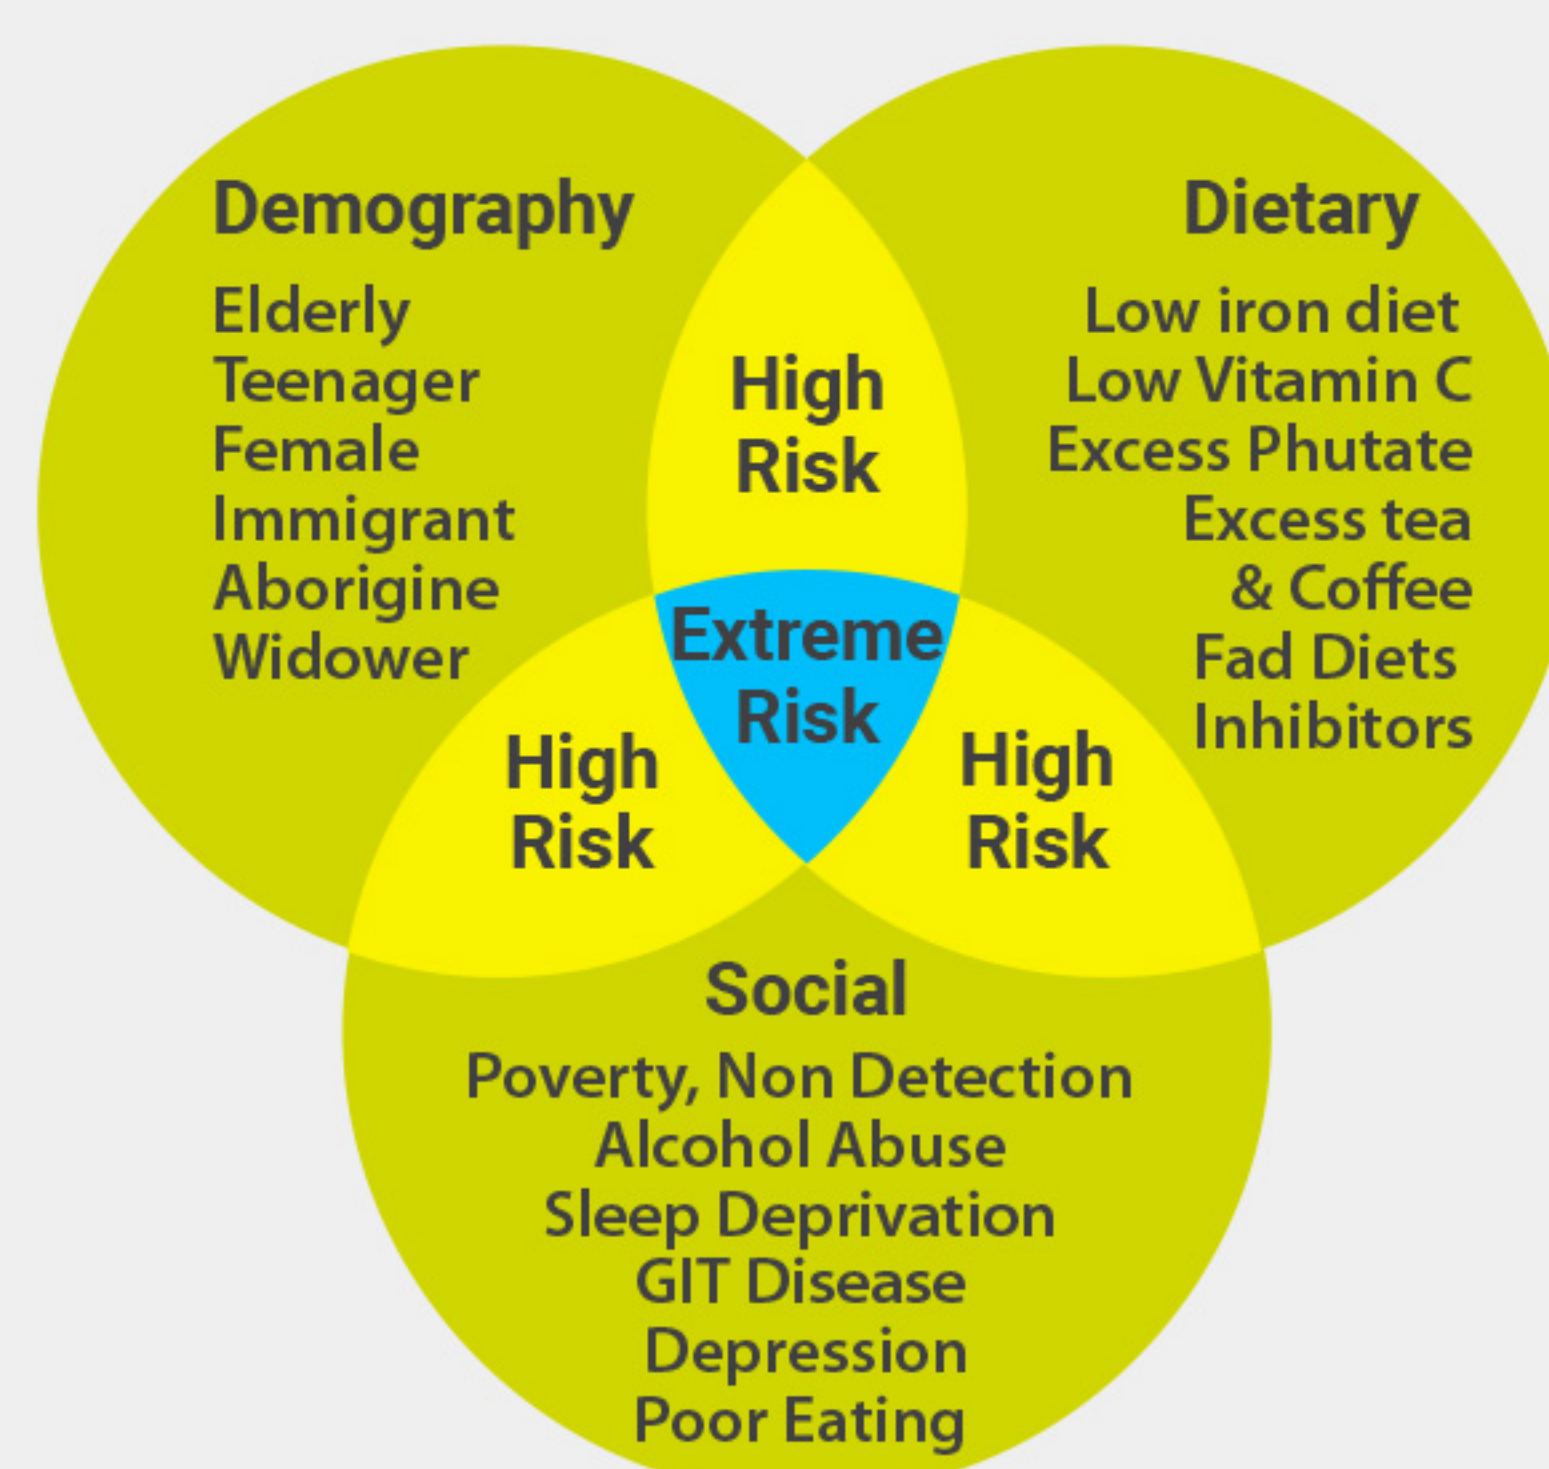 Demography
Elderly
Teenager
Female
Immigrant
Aborigine
Widower
High
Risk
Dietary
Low iron diet
Low Vitamin C
Excess Phutate
Excess tea
& Coffee
Fad Diets
Inhibitors
Extreme
Risk
High
Risk
High
Risk
Social
Poverty, Non Detection
Alcohol Abuse
Sleep Deprivation
GIT Disease
Depression
Poor Eating